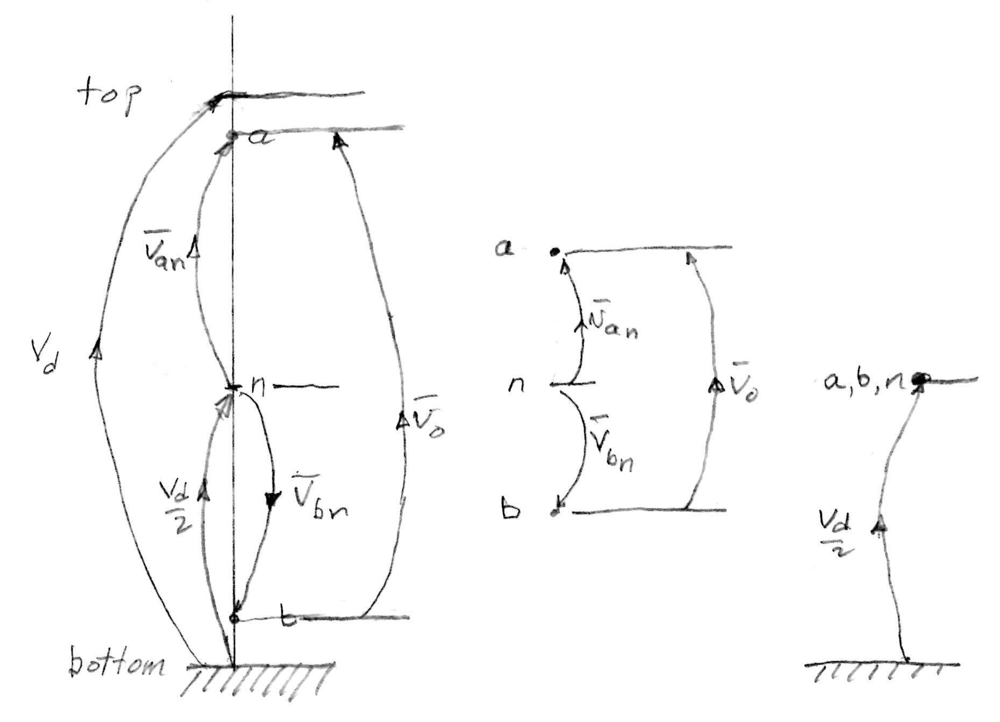 top
a
V̄an
Vd
n
V̄o
Vd/2
V̄bn
b
bottom
a
V̄an
n
V̄o
V̄bn
b
a,b,n
Vd/2